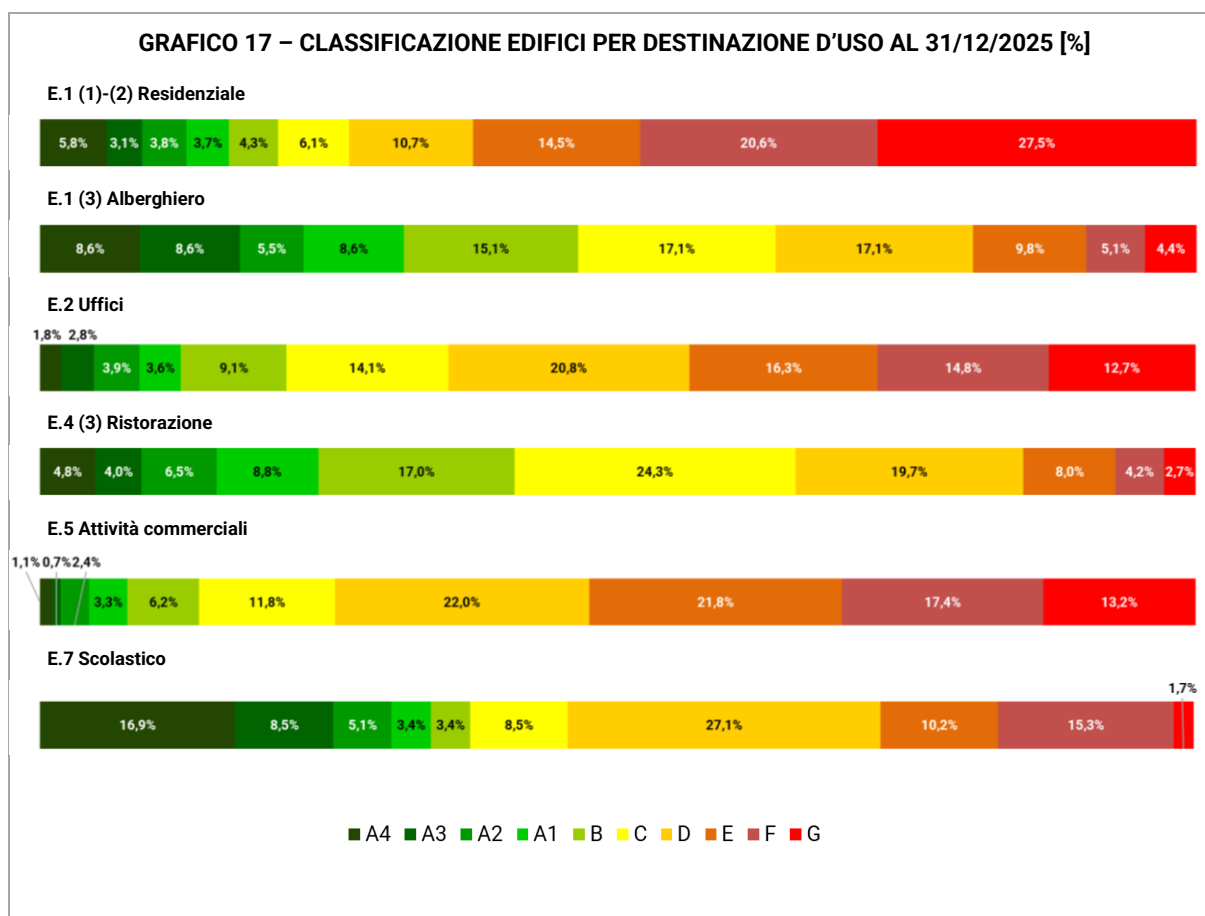 GRAFICO 17 – CLASSIFICAZIONE EDIFICI PER DESTINAZIONE D'USO AL 31/12/2025 [%]
E.1 (1)-(2) Residenziale
5,8% 3,1% 3,8% 3,7% 4,3% 6,1% 10,7% 14,5% 20,6% 27,5%
E.1 (3) Alberghiero
8,6% 8,6% 5,5% 8,6% 15,1% 17,1% 17,1% 9,8% 5,1% 4,4%
E.2 Uffici
1,8% 2,8%
3,9% 3,6% 9,1% 14,1% 20,8% 16,3% 14,8% 12,7%
E.4 (3) Ristorazione
4,8% 4,0% 6,5% 8,8% 17,0% 24,3% 19,7% 8,0% 4,2% 2,7%
E.5 Attività commerciali
1,1% 0,7% 2,4%
3,3% 6,2% 11,8% 22,0% 21,8% 17,4% 13,2%
E.7 Scolastico
1,7%
16,9% 8,5% 5,1% 3,4% 3,4% 8,5% 27,1% 10,2% 15,3%
A4 A3 A2 A1 B C D E F G